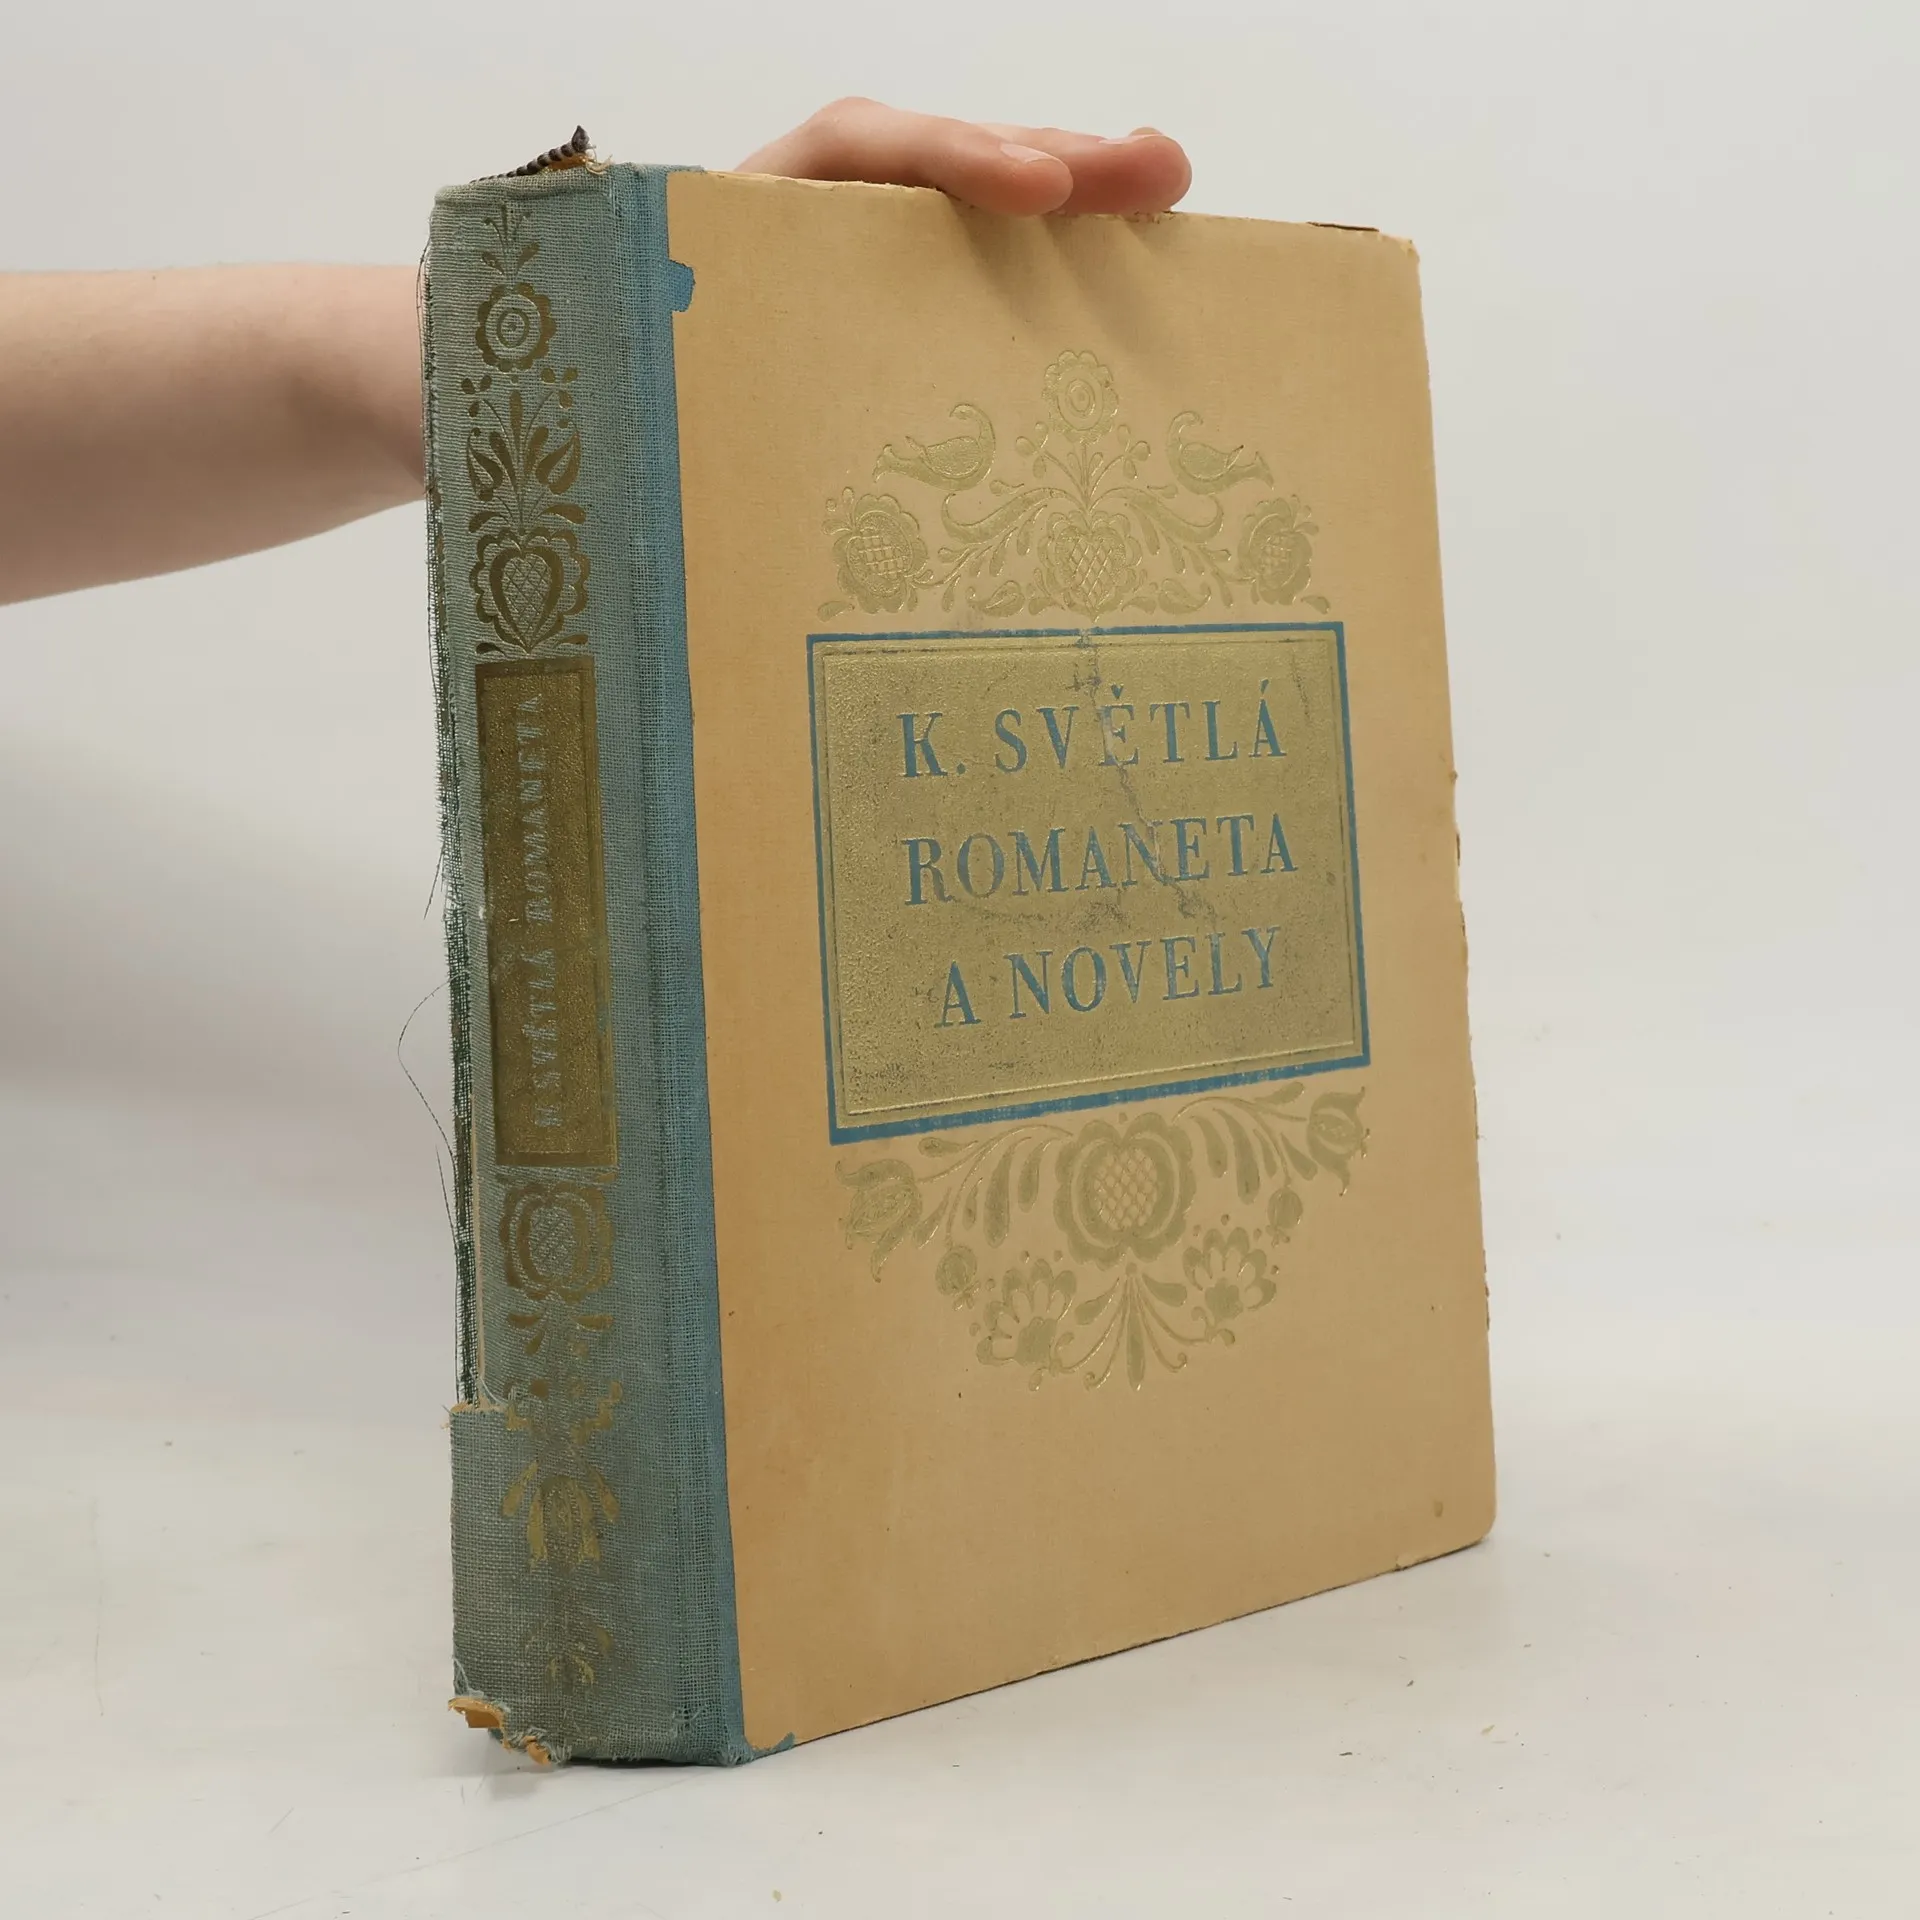 K. SVĚTLÁ ROMANETA
K. SVĚTLÁ
ROMANETA
A NOVELY